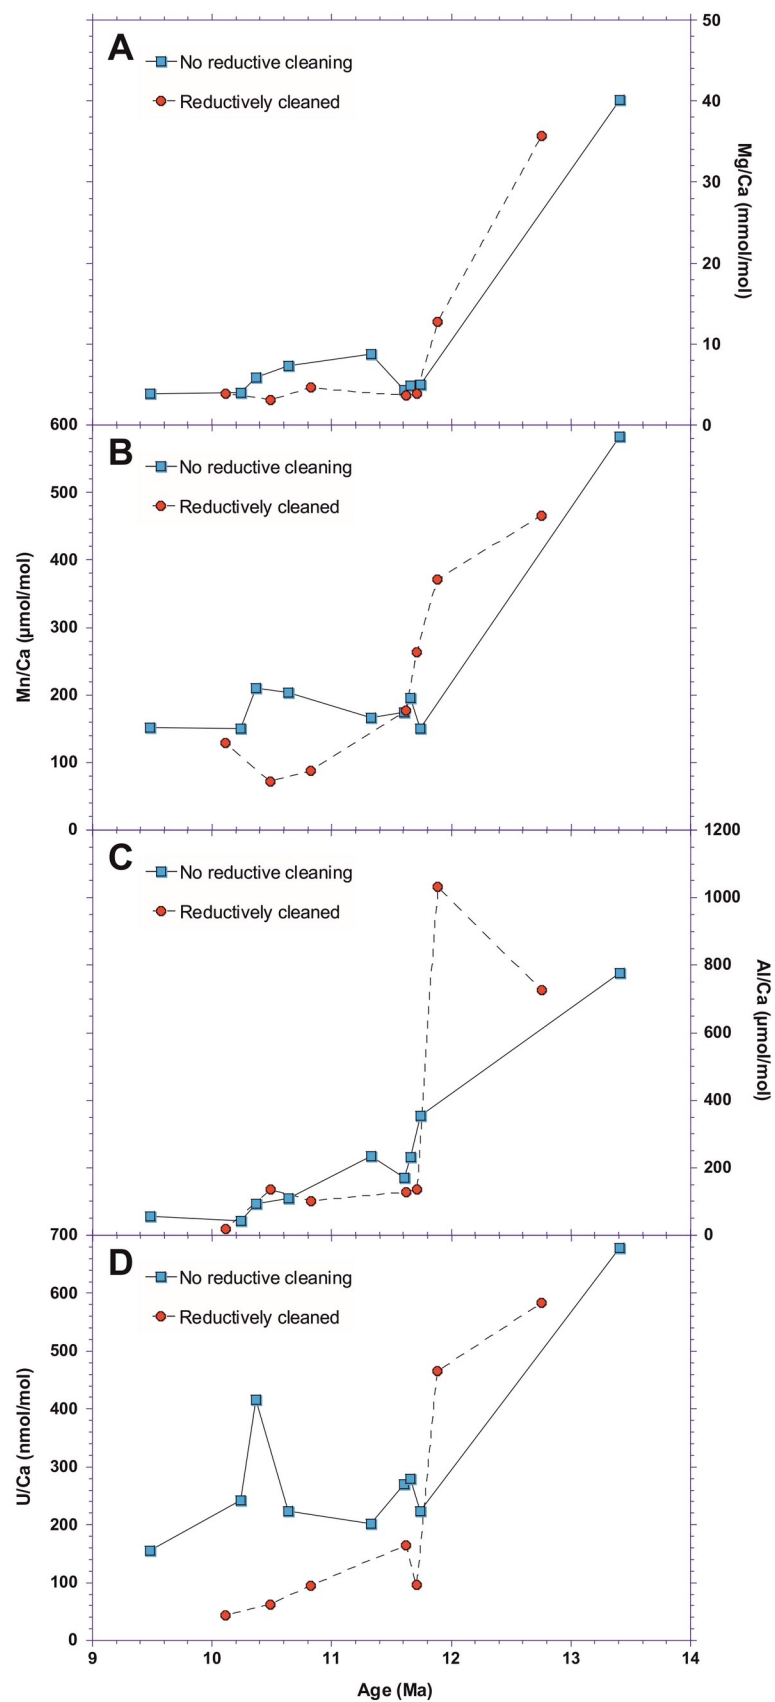 A
No reductive cleaning
Reductively cleaned
50
40
30
20
10
0
Mg/Ca (mmol/mol)
B
No reductive cleaning
Reductively cleaned
600
500
400
300
200
100
0
Mn/Ca (µmol/mol)
C
No reductive cleaning
Reductively cleaned
1200
1000
800
600
400
200
0
Al/Ca (µmol/mol)
D
No reductive cleaning
Reductively cleaned
700
600
500
400
300
200
100
0
U/Ca (nmol/mol)
9
10
11
12
13
14
Age (Ma)